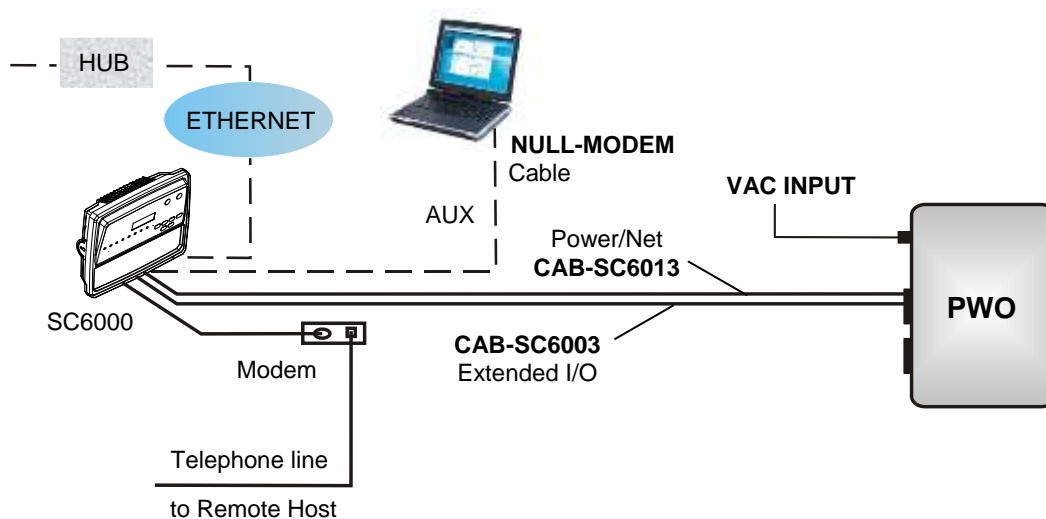 HUB
ETHERNET
NULL-MODEM
Cable
VAC INPUT
AUX
Power/Net
CAB-SC6013
PWO
SC6000
CAB-SC6003
Extended I/O
Modem
Telephone line
to Remote Host